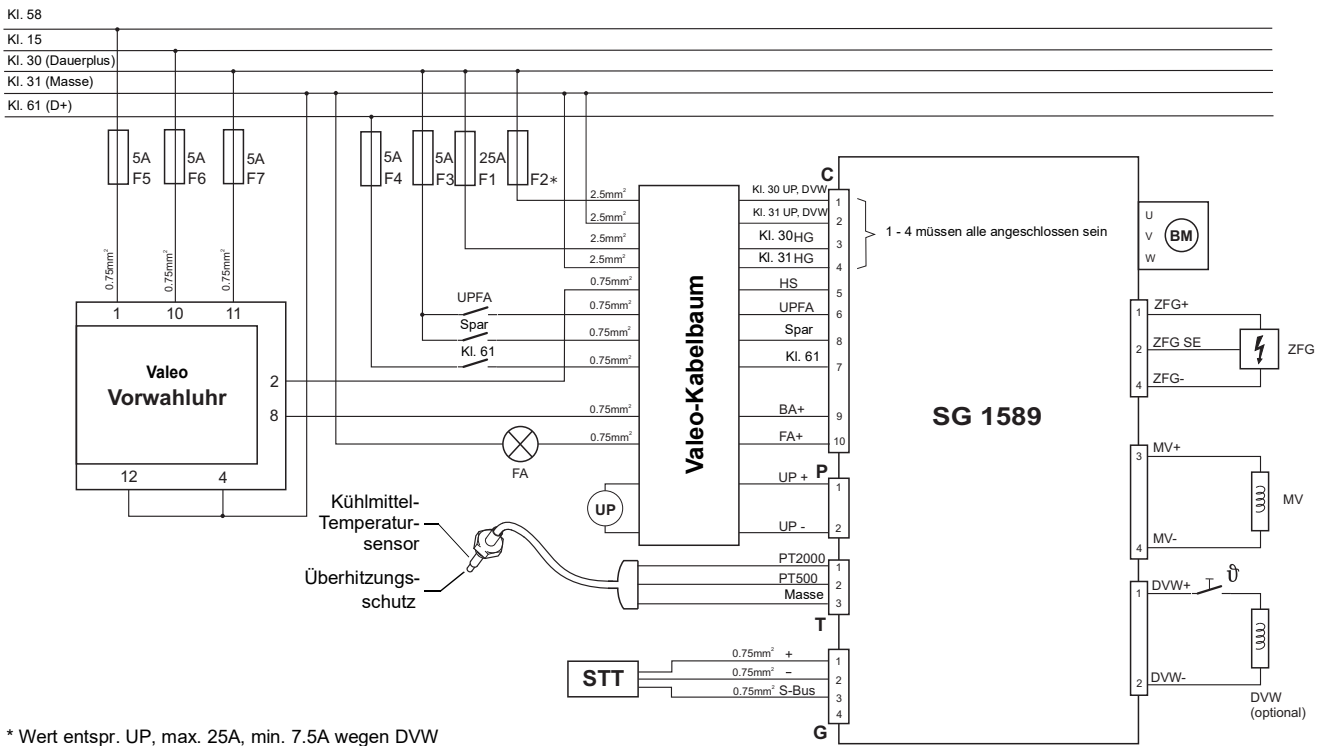 Kl. 58
Kl. 15
Kl. 30 (Dauerplus)
Kl. 31 (Masse)
Kl. 61 (D+)
5A
F5
5A
F6
5A
F7
5A
F4
5A
F3
25A
F1
F2*
0.75mm²
0.75mm²
0.75mm²
1
10
11
Valeo
Vorwahluhr
2
8
12
4
2.5mm²
2.5mm²
2.5mm²
2.5mm²
0.75mm²
0.75mm²
0.75mm²
0.75mm²
0.75mm²
0.75mm²
UPFA
Spar
Kl. 61
FA
UP
Valeo-Kabelbaum
C
Kl. 30 UP, DVW
1
Kl. 31 UP, DVW
2
Kl. 30HG
3
Kl. 31HG
4
HS
5
UPFA
6
Spar
8
Kl. 61
7
BA+
9
FA+
10
1 - 4 müssen alle angeschlossen sein
P
UP +
1
UP -
2
Kühlmittel-
Temperatur-
sensor
Überhitzungs-
schutz
PT2000
1
PT500
2
Masse
3
T
STT
0.75mm² +
1
0.75mm² –
2
0.75mm² S-Bus
3
4
G
SG 1589
U
V
W
BM
1
ZFG+
2
ZFG SE
4
ZFG-
ZFG
3
MV+
4
MV-
MV
1
DVW+
ϑ
2
DVW-
DVW
(optional)
* Wert entspr. UP, max. 25A, min. 7.5A wegen DVW